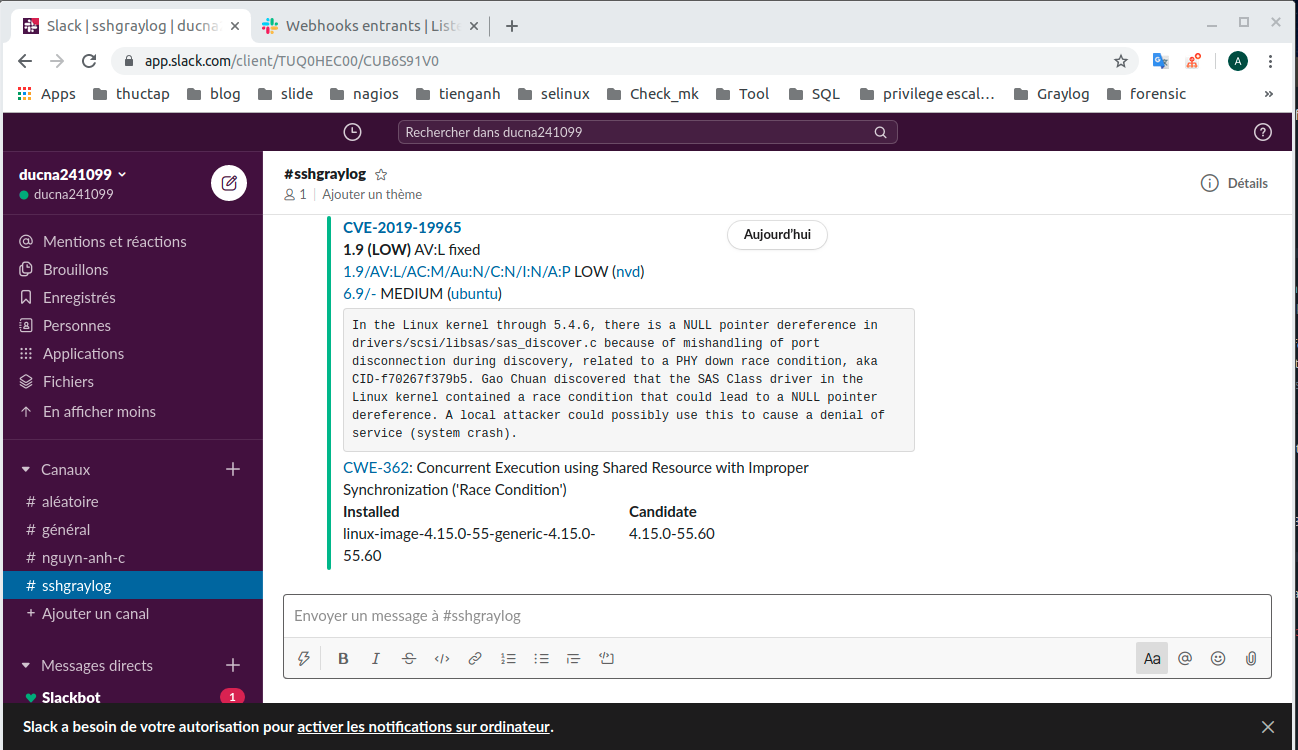 Slack | sshgraylog | ducna
Webhooks entrants | Liste
app.slack.com/client/TUQ0HEC00/CUB6S91V0
A
Apps thuctap blog slide nagios tienganh selinux Check_mk Tool SQL privilege escal... Graylog forensic »
Rechercher dans ducna241099
ducna241099
ducna241099
Mentions et réactions
Brouillons
Enregistrés
Personnes
Applications
Fichiers
En afficher moins
Canaux
# aléatoire
# général
# nguyn-anh-c
# sshgraylog
+ Ajouter un canal
Messages directs
Slackbot 1
#sshgraylog
1 | Ajouter un thème
Détails
Aujourd'hui
CVE-2019-19965
1.9 (LOW) AV:L fixed
1.9/AV:L/AC:M/Au:N/C:N/I:N/A:P LOW (nvd)
6.9/- MEDIUM (ubuntu)
In the Linux kernel through 5.4.6, there is a NULL pointer dereference in
drivers/scsi/libsas/sas_discover.c because of mishandling of port
disconnection during discovery, related to a PHY down race condition, aka
CID-f70267f379b5. Gao Chuan discovered that the SAS Class driver in the
Linux kernel contained a race condition that could lead to a NULL pointer
dereference. A local attacker could possibly use this to cause a denial of
service (system crash).
CWE-362: Concurrent Execution using Shared Resource with Improper
Synchronization ('Race Condition')
Installed Candidate
linux-image-4.15.0-55-generic-4.15.0- 4.15.0-55.60
55.60
Envoyer un message à #sshgraylog
B I S </> Aa @
Slack a besoin de votre autorisation pour activer les notifications sur ordinateur.